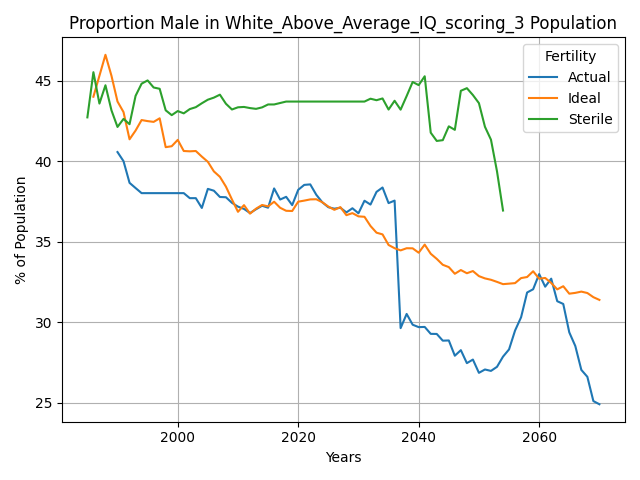 Proportion Male in White_Above_Average_IQ_scoring_3 Population
Fertility
Actual
Ideal
Sterile
% of Population
45
40
35
30
25
2000
2020
2040
2060
Years